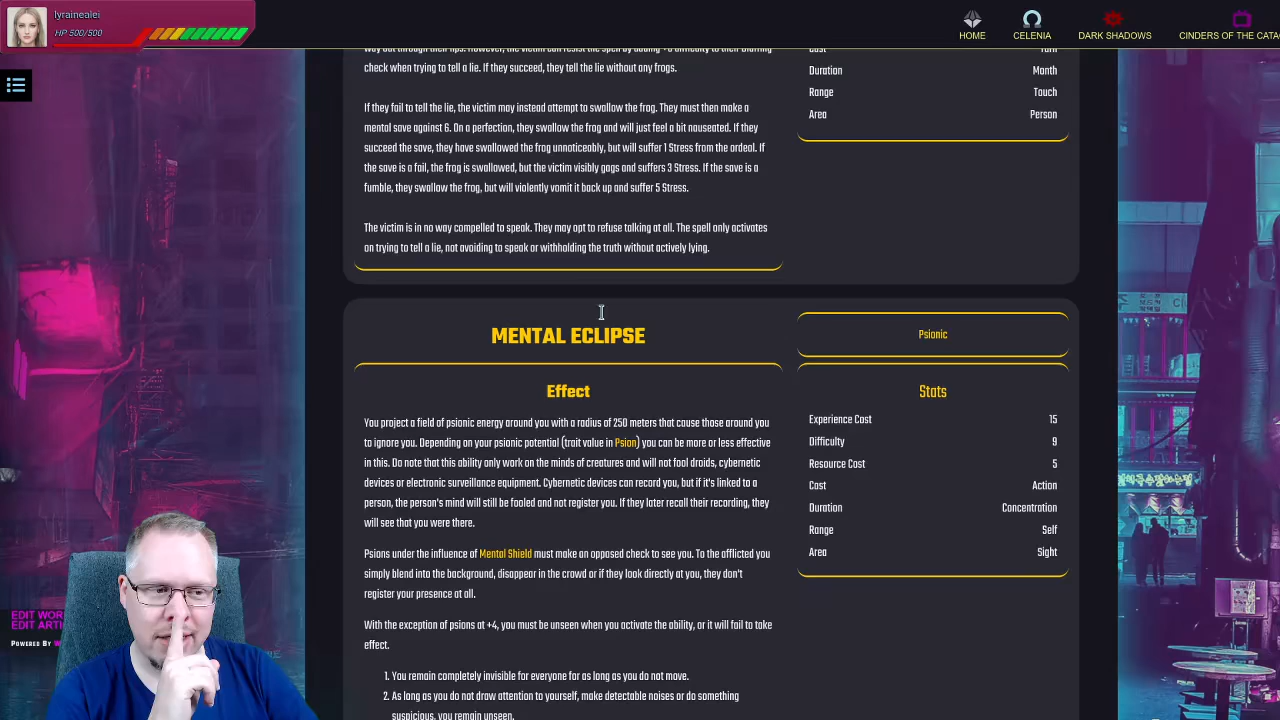 lyrainealei
HP 500/500
HOME
CELENIA
DARK SHADOWS
CINDERS OF THE CATA
way out through their lips. However, the victim can resist the spell by adding
difficulty to their bluffing
check when trying to tell a lie. If they succeed, they tell the lie without any frogs.
If they fail to tell the lie, the victim may instead attempt to swallow the frog. They must then make a
mental save against 6. On a perfection, they swallow the frog and will just feel a bit nauseated. If they
succeed the save, they have swallowed the frog unnoticeably, but will suffer 1 Stress from the ordeal. If
the save is a fail, the frog is swallowed, but the victim visibly gags and suffers 3 Stress. If the save is a
fumble, they swallow the frog, but will violently vomit it back up and suffer 5 Stress.
The victim is in no way compelled to speak. They may opt to refuse talking at all. The spell only activates
on trying to tell a lie, not avoiding to speak or withholding the truth without actively lying.
Cost Turn
Duration Month
Range Touch
Area Person
MENTAL ECLIPSE
Effect
You project a field of psionic energy around you with a radius of 250 meters that cause those around you
to ignore you. Depending on your psionic potential (trait value in Psion) you can be more or less effective
in this. Do note that this ability only work on the minds of creatures and will not fool droids, cybernetic
devices or electronic surveillance equipment. Cybernetic devices can record you, but if it's linked to a
person, the person's mind will still be fooled and not register you. If they later recall their recording, they
will see that you were there.
Psions under the influence of Mental Shield must make an opposed check to see you. To the afflicted you
simply blend into the background, disappear in the crowd or if they look directly at you, they don't
register your presence at all.
With the exception of psions at +4, you must be unseen when you activate the ability, or it will fail to take
effect.
1. You remain completely invisible for everyone for as long as you do not move.
2. As long as you do not draw attention to yourself, make detectable noises or do something
suspicious, you remain unseen.
Psionic
Stats
Experience Cost 15
Difficulty 9
Resource Cost 5
Cast Action
Duration Concentration
Range Self
Area Sight
EDIT WOR
EDIT ARTI
POWERED BY W